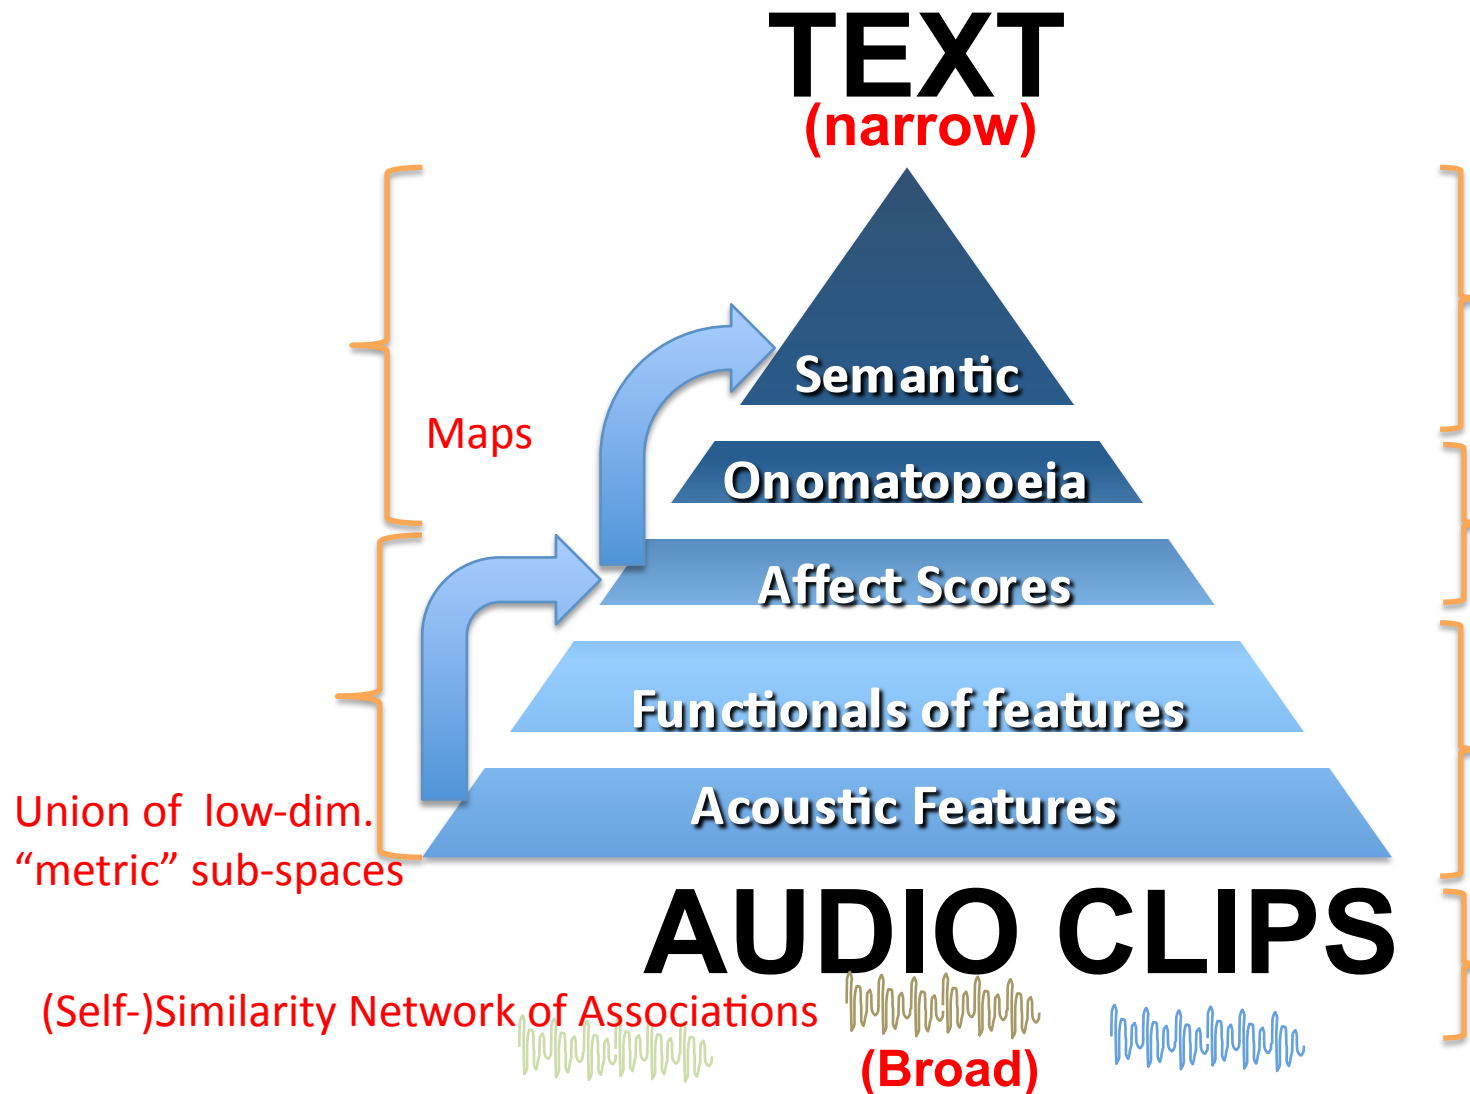 TEXT
(narrow)
Semantic
Maps
Onomatopoeia
Affect Scores
Functionals of features
Union of low-dim.
“metric” sub-spaces
Acoustic Features
AUDIO CLIPS
(Self-)Similarity Network of Associations
(Broad)